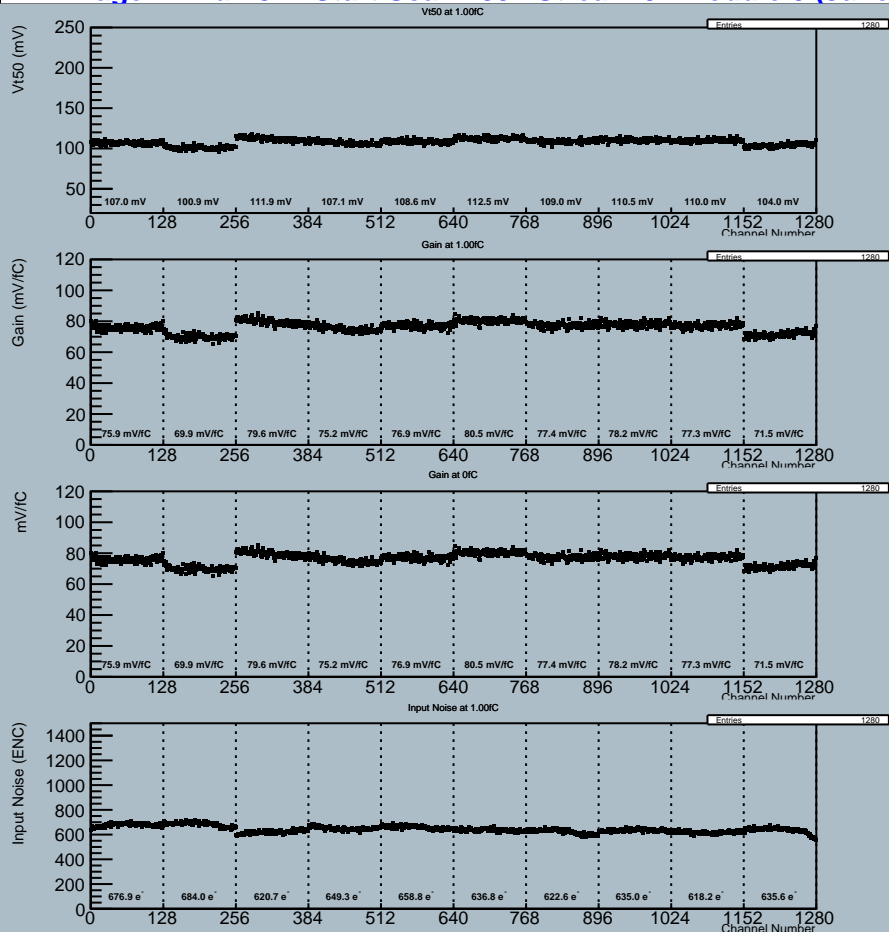 Vt50 at 1.00fC
Entries 1280
Vt50 (mV)
250
200
150
100
50
107.0 mV 100.9 mV 111.9 mV 107.1 mV 108.6 mV 112.5 mV 109.0 mV 110.5 mV 110.0 mV 104.0 mV
0 128 256 384 512 640 768 896 1024 1152 1280
Channel Number
Gain at 1.00fC
Entries 1280
Gain (mV/fC)
120
100
80
60
40
20
0
75.9 mV/fC 69.9 mV/fC 79.6 mV/fC 75.2 mV/fC 76.9 mV/fC 80.5 mV/fC 77.4 mV/fC 78.2 mV/fC 77.3 mV/fC 71.5 mV/fC
0 128 256 384 512 640 768 896 1024 1152 1280
Channel Number
Gain at 0fC
Entries 1280
mV/fC
120
100
80
60
40
20
0
75.9 mV/fC 69.9 mV/fC 79.6 mV/fC 75.2 mV/fC 76.9 mV/fC 80.5 mV/fC 77.4 mV/fC 78.2 mV/fC 77.3 mV/fC 71.5 mV/fC
0 128 256 384 512 640 768 896 1024 1152 1280
Channel Number
Input Noise at 1.00fC
Entries 1280
Input Noise (ENC)
1400
1200
1000
800
600
400
200
0
676.9 e⁻ 684.0 e⁻ 620.7 e⁻ 649.3 e⁻ 658.8 e⁻ 636.8 e⁻ 622.6 e⁻ 635.0 e⁻ 618.2 e⁻ 635.6 e⁻
0 128 256 384 512 640 768 896 1024 1152 1280
Channel Number